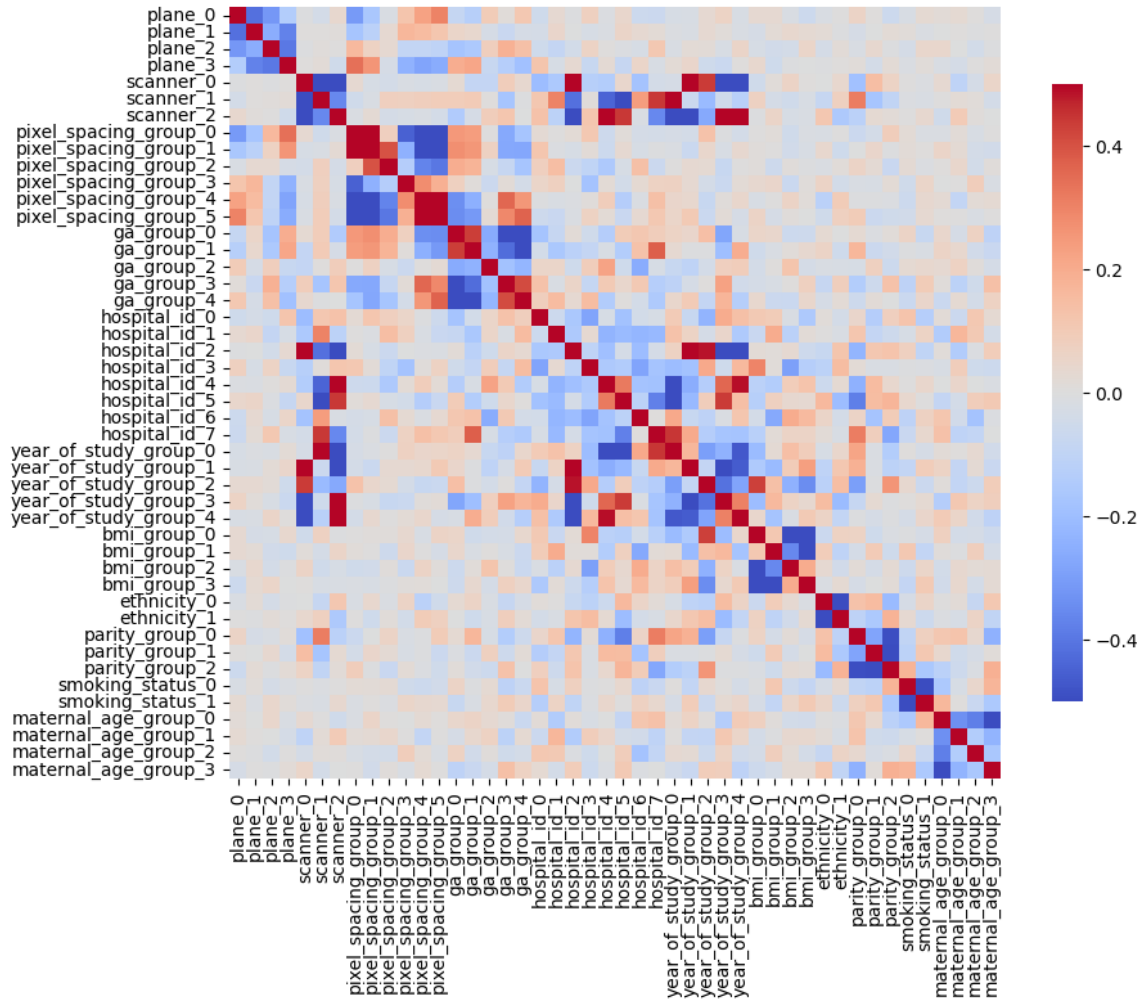 plane_0
plane_1
plane_2
plane_3
scanner_0
scanner_1
scanner_2
pixel_spacing_group_0
pixel_spacing_group_1
pixel_spacing_group_2
pixel_spacing_group_3
pixel_spacing_group_4
pixel_spacing_group_5
ga_group_0
ga_group_1
ga_group_2
ga_group_3
ga_group_4
hospital_id_0
hospital_id_1
hospital_id_2
hospital_id_3
hospital_id_4
hospital_id_5
hospital_id_6
hospital_id_7
year_of_study_group_0
year_of_study_group_1
year_of_study_group_2
year_of_study_group_3
year_of_study_group_4
bmi_group_0
bmi_group_1
bmi_group_2
bmi_group_3
ethnicity_0
ethnicity_1
parity_group_0
parity_group_1
parity_group_2
smoking_status_0
smoking_status_1
maternal_age_group_0
maternal_age_group_1
maternal_age_group_2
maternal_age_group_3
plane_0
plane_1
plane_2
plane_3
scanner_0
scanner_1
scanner_2
pixel_spacing_group_0
pixel_spacing_group_1
pixel_spacing_group_2
pixel_spacing_group_3
pixel_spacing_group_4
pixel_spacing_group_5
ga_group_0
ga_group_1
ga_group_2
ga_group_3
ga_group_4
hospital_id_0
hospital_id_1
hospital_id_2
hospital_id_3
hospital_id_4
hospital_id_5
hospital_id_6
hospital_id_7
year_of_study_group_0
year_of_study_group_1
year_of_study_group_2
year_of_study_group_3
year_of_study_group_4
bmi_group_0
bmi_group_1
bmi_group_2
bmi_group_3
ethnicity_0
ethnicity_1
parity_group_0
parity_group_1
parity_group_2
smoking_status_0
smoking_status_1
maternal_age_group_0
maternal_age_group_1
maternal_age_group_2
maternal_age_group_3
0.4
0.2
0.0
−0.2
−0.4